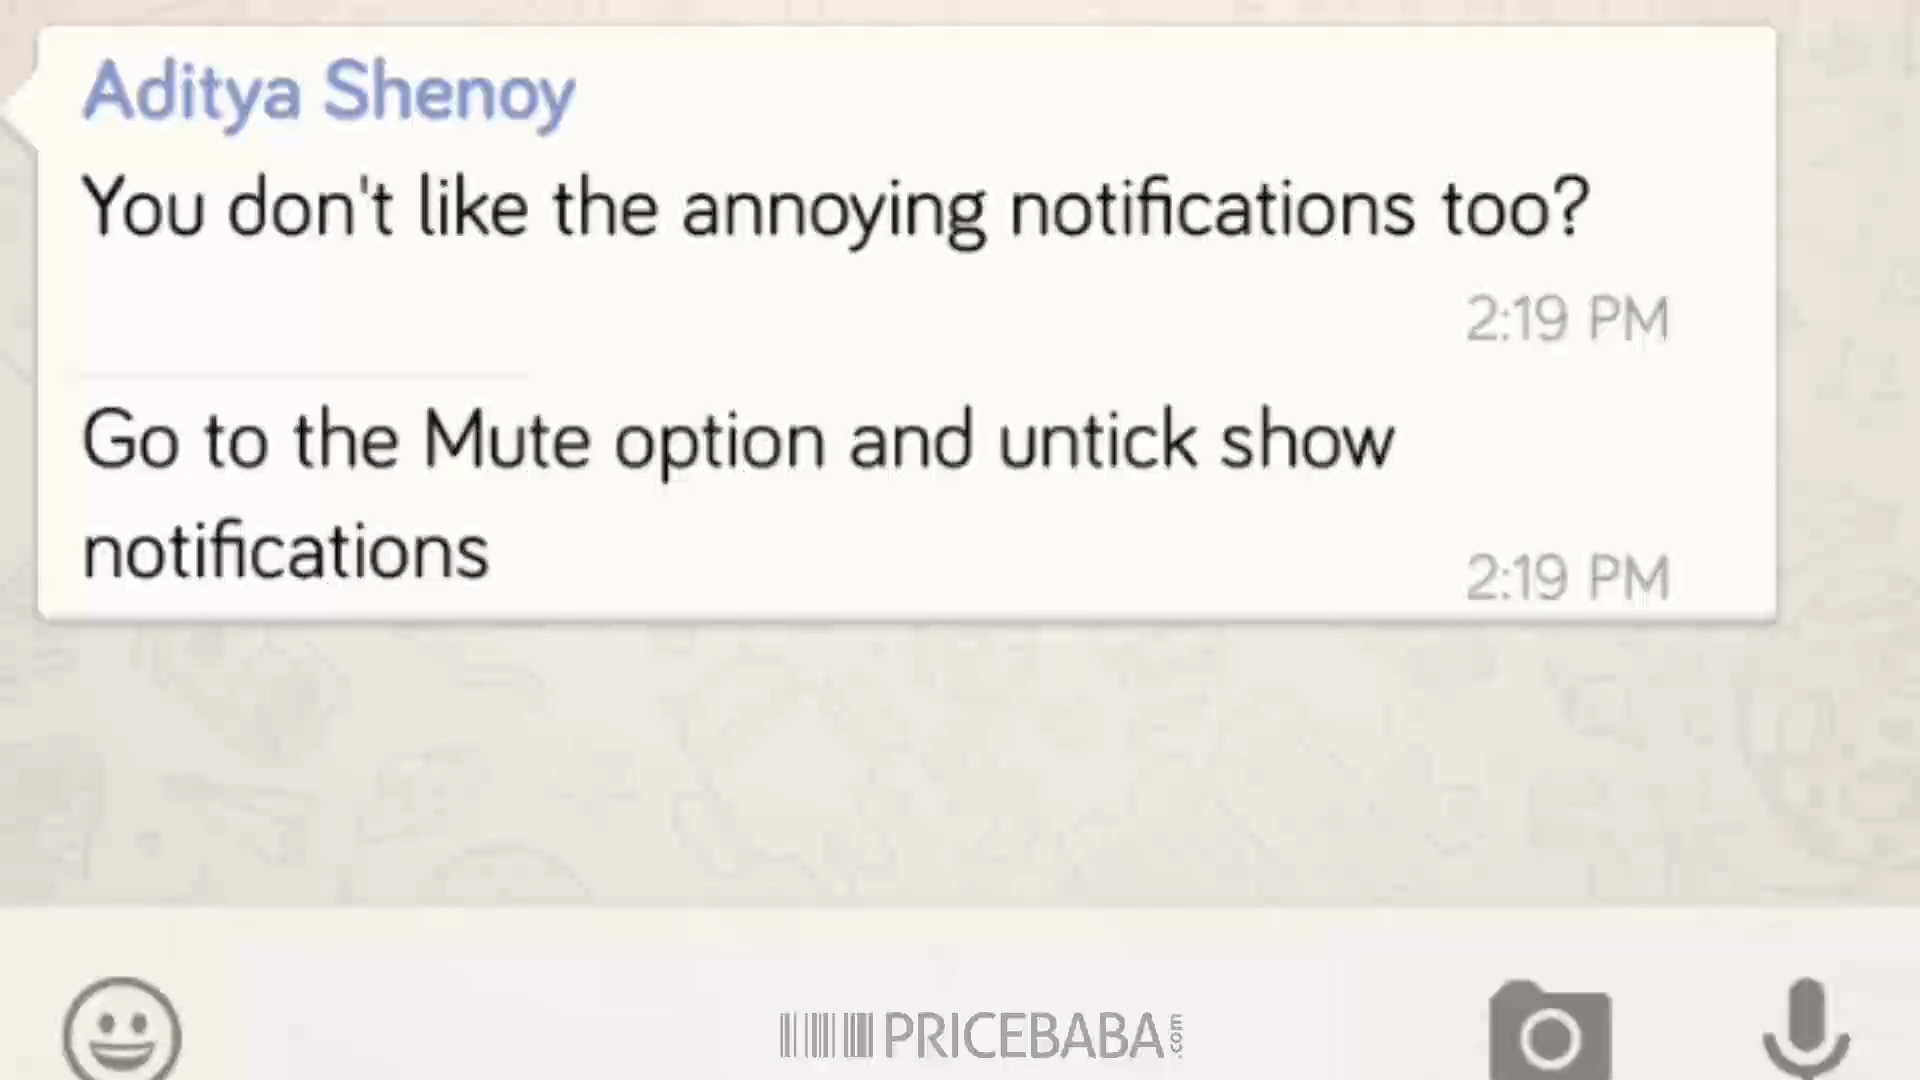 Aditya Shenoy
You don't like the annoying notifications too?
2:19 PM
Go to the Mute option and untick show
notifications
2:19 PM
PRICEBABA.com